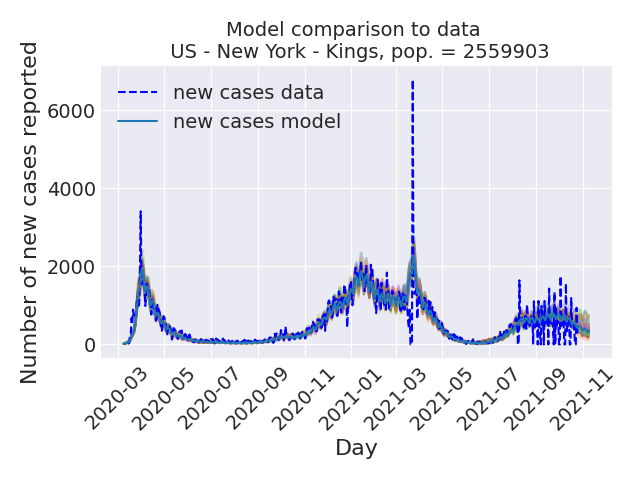 Model comparison to data
US - New York - Kings, pop. = 2559903
Number of new cases reported
6000
4000
2000
0
new cases data
new cases model
2020-03
2020-05
2020-07
2020-09
2020-11
2021-01
2021-03
2021-05
2021-07
2021-09
2021-11
Day